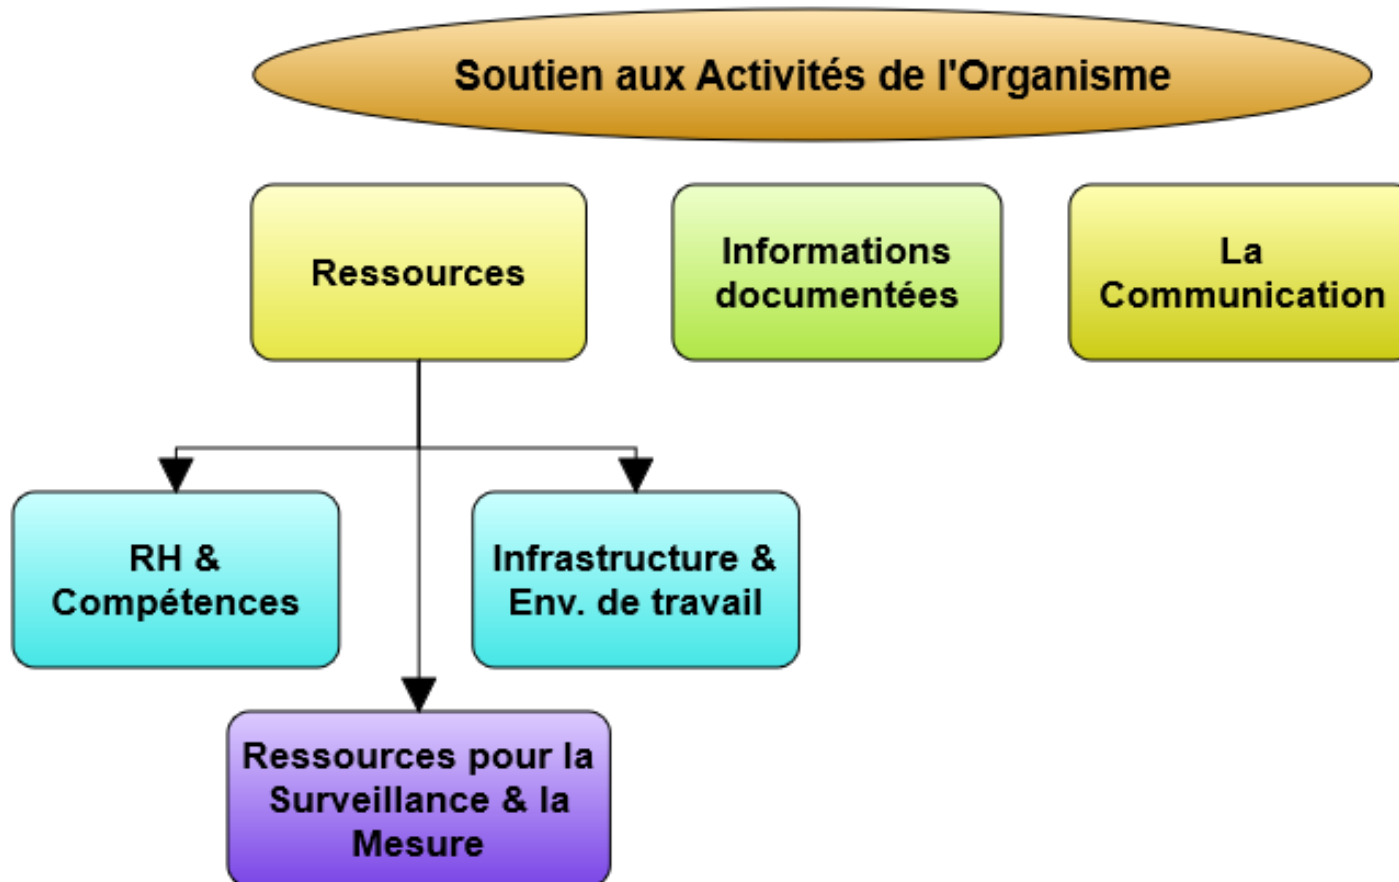 Soutien aux Activités de l'Organisme
Ressources
Informations
documentées
La
Communication
RH &
Compétences
Infrastructure &
Env. de travail
Ressources pour la
Surveillance & la
Mesure